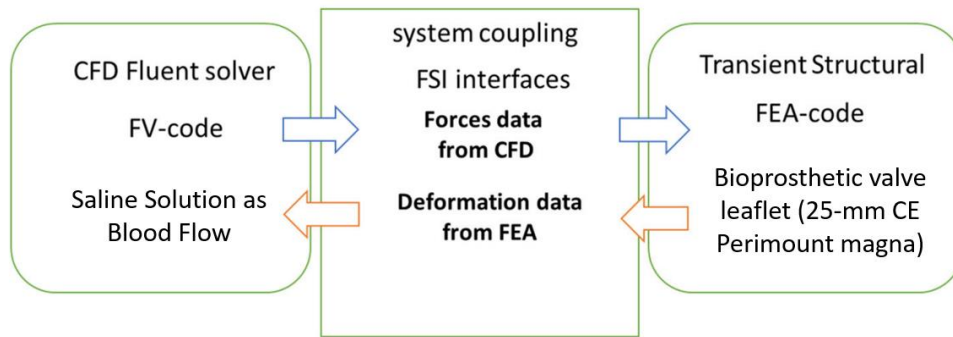 CFD Fluent solver
FV-code
Saline Solution as
Blood Flow
system coupling
FSI interfaces
Forces data
from CFD
Deformation data
from FEA
Transient Structural
FEA-code
Bioprosthetic valve
leaflet (25-mm CE
Perimount magna)